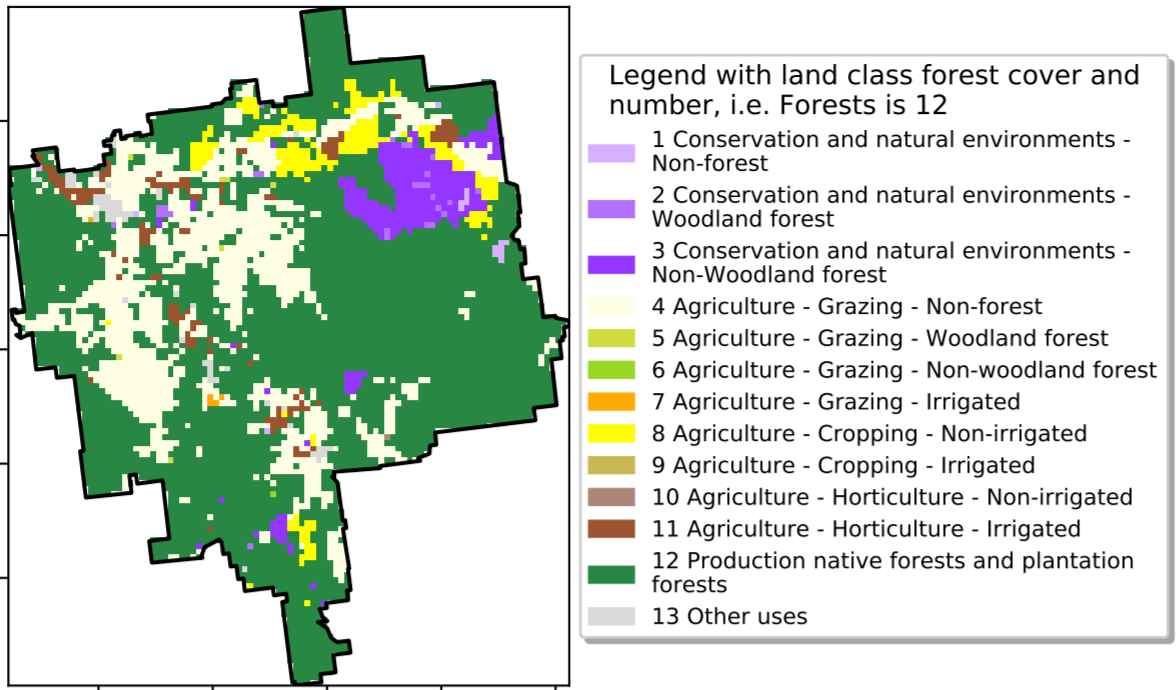 Legend with land class forest cover and
number, i.e. Forests is 12
1 Conservation and natural environments -
Non-forest
2 Conservation and natural environments -
Woodland forest
3 Conservation and natural environments -
Non-Woodland forest
4 Agriculture - Grazing - Non-forest
5 Agriculture - Grazing - Woodland forest
6 Agriculture - Grazing - Non-woodland forest
7 Agriculture - Grazing - Irrigated
8 Agriculture - Cropping - Non-irrigated
9 Agriculture - Cropping - Irrigated
10 Agriculture - Horticulture - Non-irrigated
11 Agriculture - Horticulture - Irrigated
12 Production native forests and plantation
forests
13 Other uses